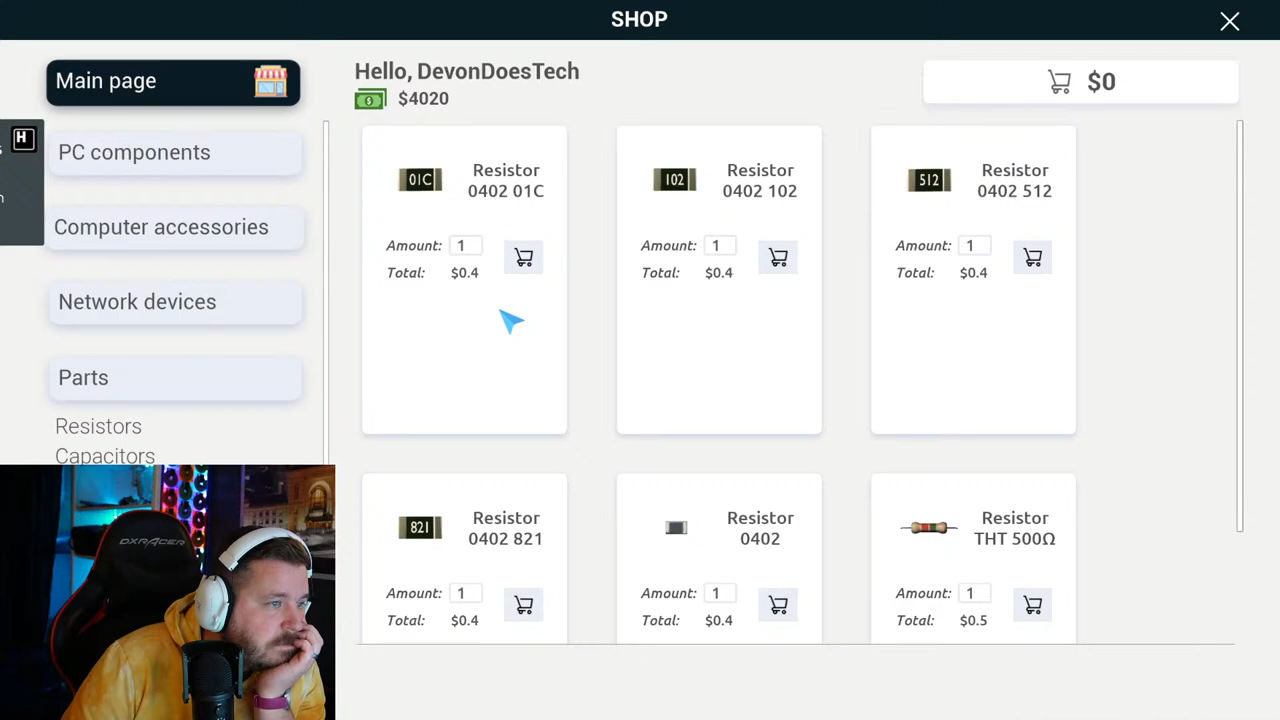 SHOP
Main page
Hello, DevonDoesTech
$4020
$0
H
PC components
Computer accessories
Network devices
Parts
Resistors
Capacitors
01C
Resistor
0402 01C
Amount: 1
Total: $0.4
102
Resistor
0402 102
Amount: 1
Total: $0.4
512
Resistor
0402 512
Amount: 1
Total: $0.4
821
Resistor
0402 821
Amount: 1
Total: $0.4
Resistor
0402
Amount: 1
Total: $0.4
Resistor
THT 500Ω
Amount: 1
Total: $0.5
DXRACER